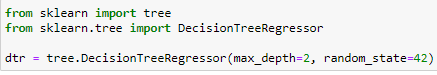 from sklearn import tree
from sklearn.tree import DecisionTreeRegressor
dtr = tree.DecisionTreeRegressor(max_depth=2, random_state=42)